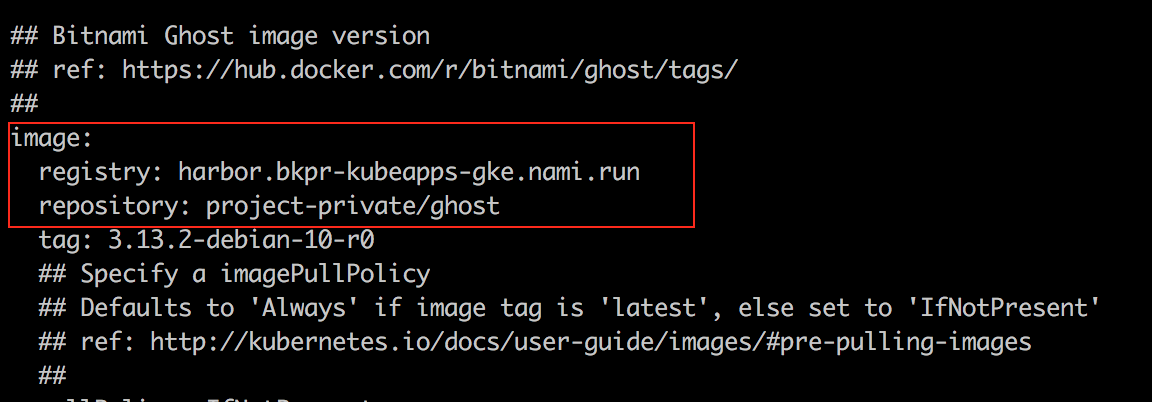 ## Bitnami Ghost image version
## ref: https://hub.docker.com/r/bitnami/ghost/tags/
##
image:
registry: harbor.bkpr-kubeapps-gke.nami.run
repository: project-private/ghost
tag: 3.13.2-debian-10-r0
## Specify a imagePullPolicy
## Defaults to 'Always' if image tag is 'latest', else set to 'IfNotPresent'
## ref: http://kubernetes.io/docs/user-guide/images/#pre-pulling-images
##